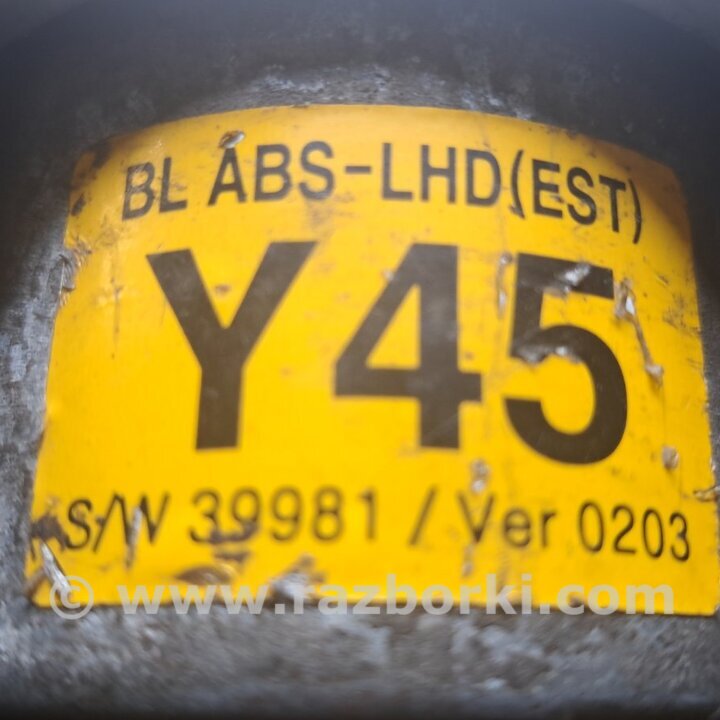 BL ABS-LHD(EST)
Y45
S/W 39981 / Ver 0203
© www.razborki.com